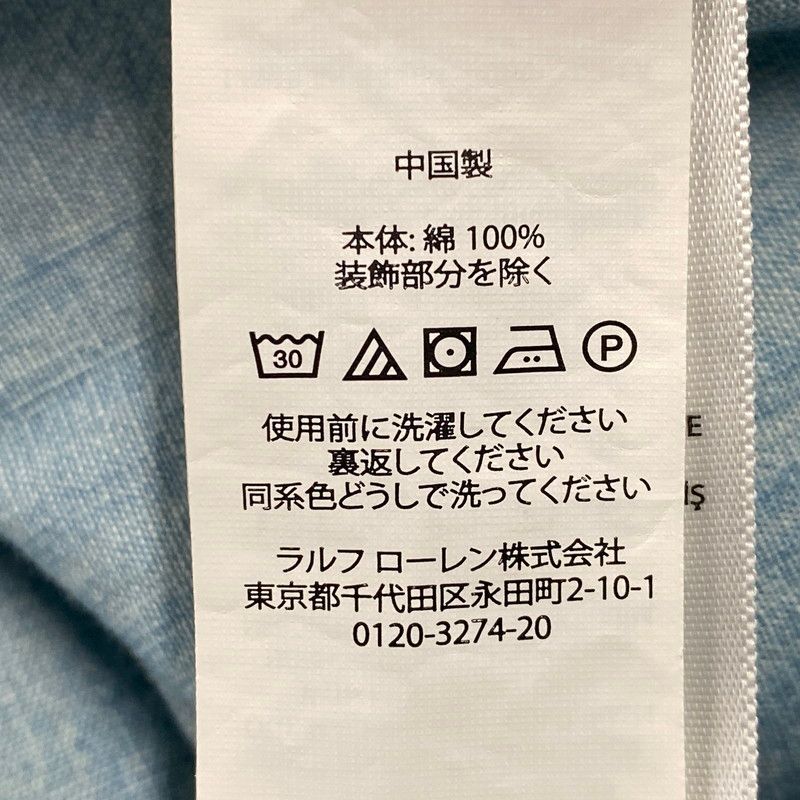 中国製
本体: 綿 100%
装飾部分を除く
30
P
使用前に洗濯してください
裏返してください
同系色どうしで洗ってください
ラルフ ローレン株式会社
東京都千代田区永田町2-10-1
0120-3274-20
E
İŞ